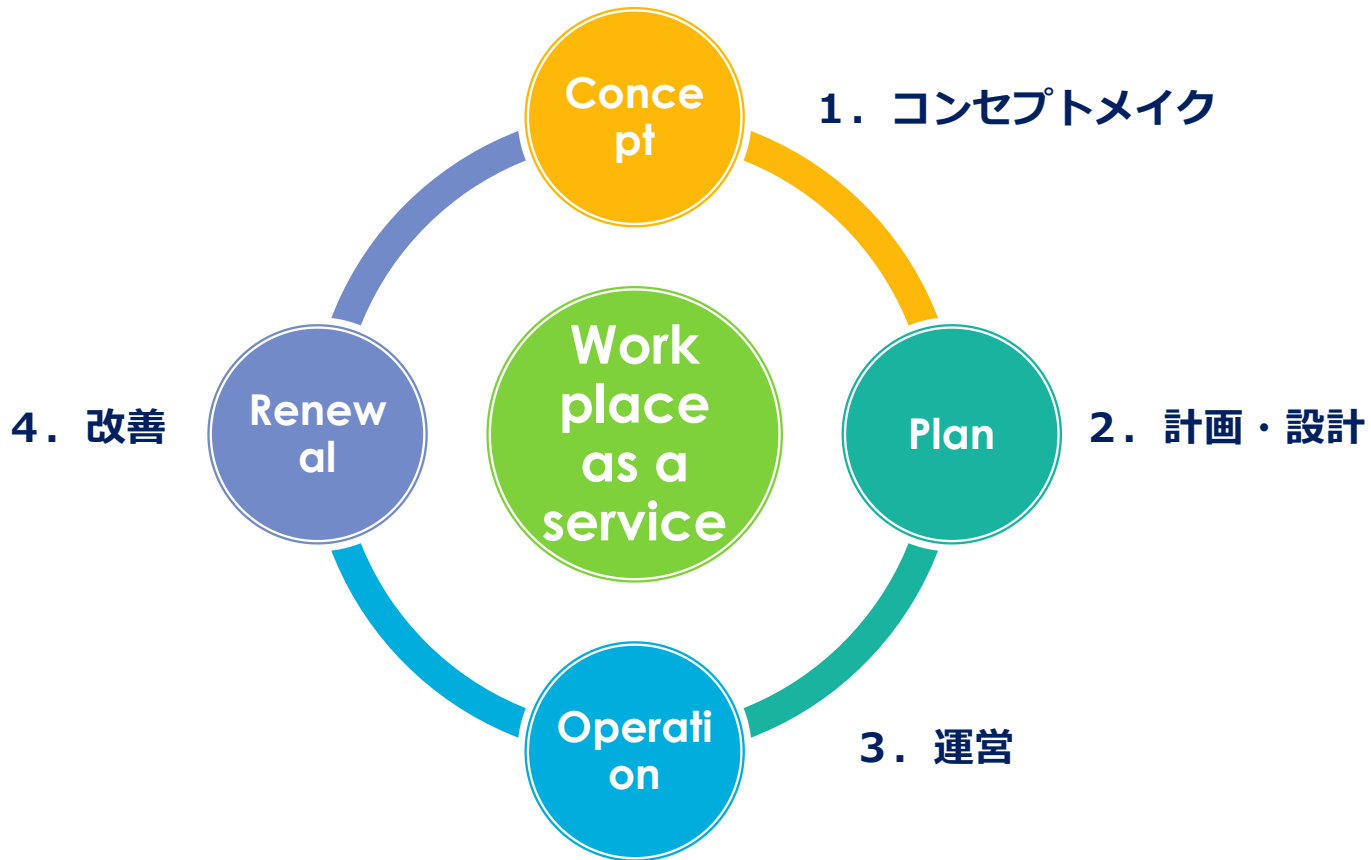 Conce
pt
１．コンセプトメイク
Work
place
as a
service
Plan
２．計画・設計
Operati
on
３．運営
Renew
al
４．改善